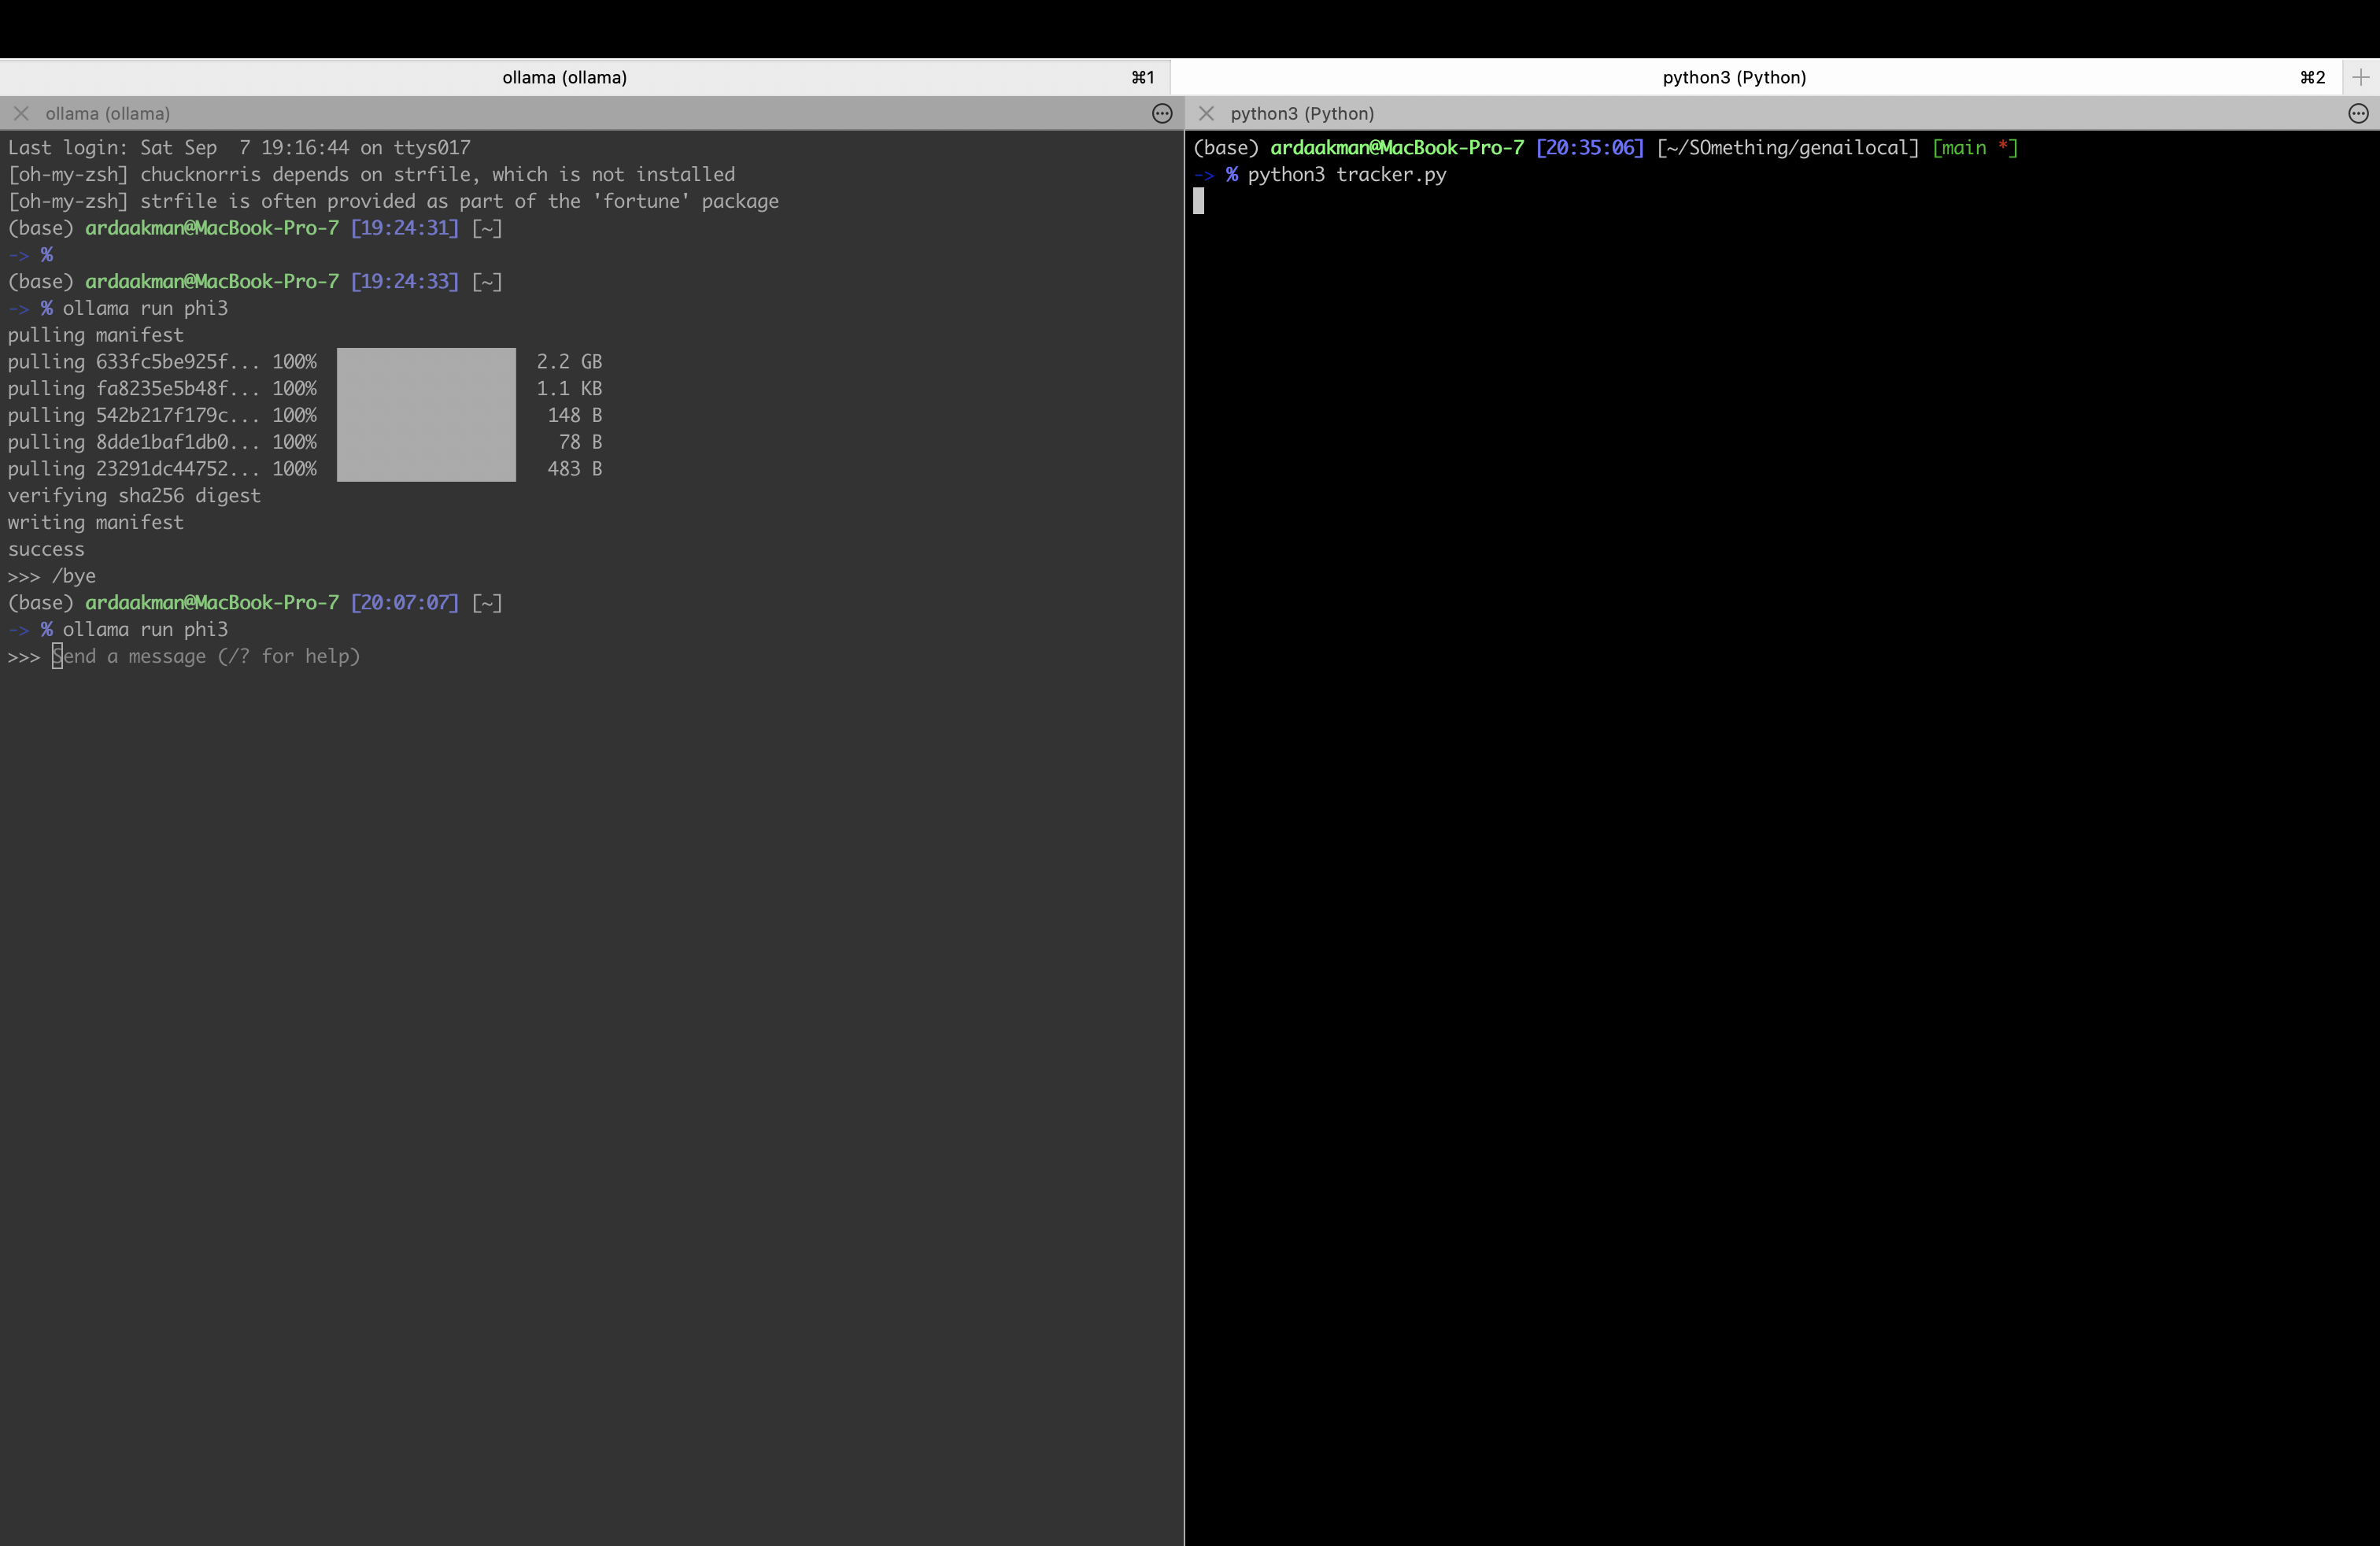 ollama (ollama) ⌘1
python3 (Python) ⌘2
ollama (ollama)
Last login: Sat Sep  7 19:16:44 on ttys017
[oh-my-zsh] chucknorris depends on strfile, which is not installed
[oh-my-zsh] strfile is often provided as part of the 'fortune' package
(base) ardaakman@MacBook-Pro-7 [19:24:31] [~]
-> %
(base) ardaakman@MacBook-Pro-7 [19:24:33] [~]
-> % ollama run phi3
pulling manifest
pulling 633fc5be925f... 100% 2.2 GB
pulling fa8235e5b48f... 100% 1.1 KB
pulling 542b217f179c... 100% 148 B
pulling 8dde1baf1db0... 100% 78 B
pulling 23291dc44752... 100% 483 B
verifying sha256 digest
writing manifest
success
>>> /bye
(base) ardaakman@MacBook-Pro-7 [20:07:07] [~]
-> % ollama run phi3
>>> Send a message (/? for help)
python3 (Python)
(base) ardaakman@MacBook-Pro-7 [20:35:06] [~/SOmething/genailocal] [main *]
-> % python3 tracker.py